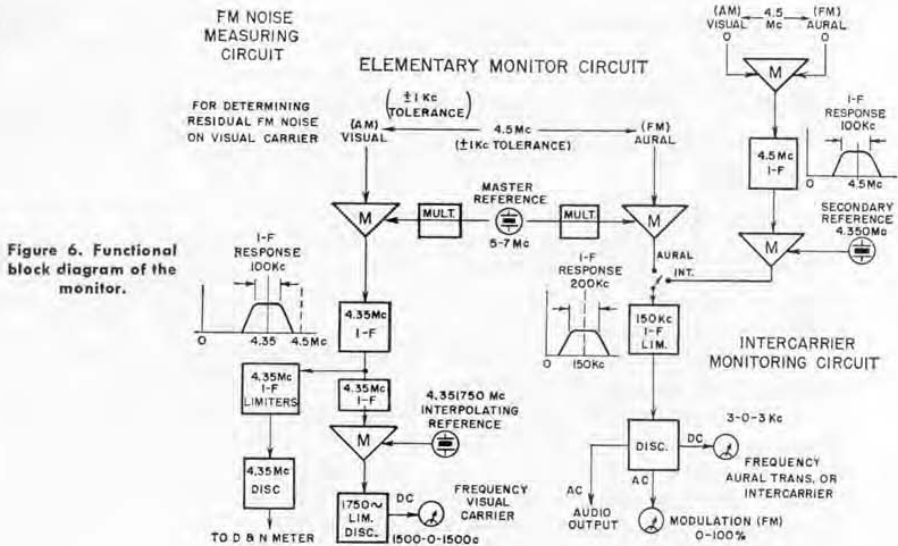 FM NOISE
MEASURING
CIRCUIT
FOR DETERMINING
RESIDUAL FM NOISE
ON VISUAL CARRIER
ELEMENTARY MONITOR CIRCUIT
(±1 Kc
TOLERANCE)
(AM)
VISUAL
4.5Mc
(±1Kc TOLERANCE)
(FM)
AURAL
(AM)
VISUAL
O
4.5
Mc
(FM)
AURAL
O
M
I-F
RESPONSE
100Kc
4.5Mc
I-F
O
4.5Mc
SECONDARY
REFERENCE
4.350Mc
M
MASTER
REFERENCE
MULT.
MULT.
5-7 Mc
M
M
AURAL
INT.
Figure 6. Functional
block diagram of the
monitor.
I-F
RESPONSE
100Kc
O
4.35
4.5Mc
4.35Mc
I-F
I-F
RESPONSE
200Kc
O
150Kc
150Kc
I-F
LIM.
INTERCARRIER
MONITORING CIRCUIT
4.35Mc
I-F
LIMITERS
4.35Mc
I-F
4.351750 Mc
INTERPOLATING
REFERENCE
M
4.35Mc
DISC
TO D & N METER
1750~
LIM.
DISC.
DC
FREQUENCY
VISUAL
CARRIER
1500-0-1500c
DISC.
DC
3-0-3 Kc
FREQUENCY
AURAL TRANS. OR
INTERCARRIER
AC
AUDIO
OUTPUT
AC
MODULATION (FM)
0-100%